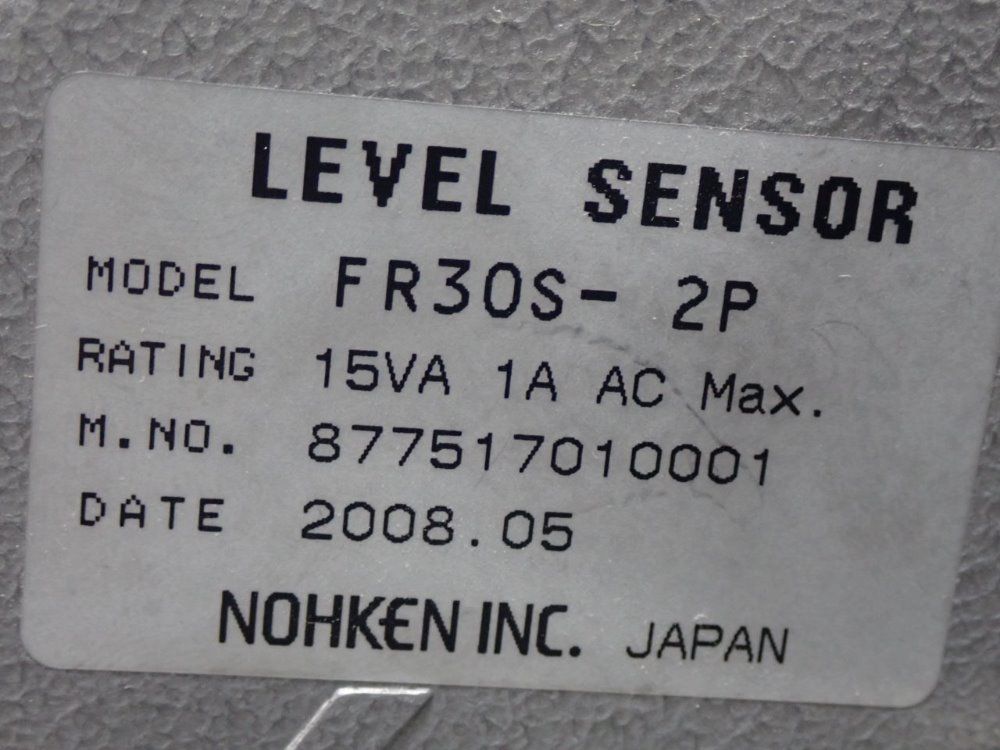 LEVEL SENSOR
MODEL FR30S- 2P
RATING 15VA 1A AC Max.
M.NO. 877517010001
DATE 2008.05
NOHKEN INC. JAPAN